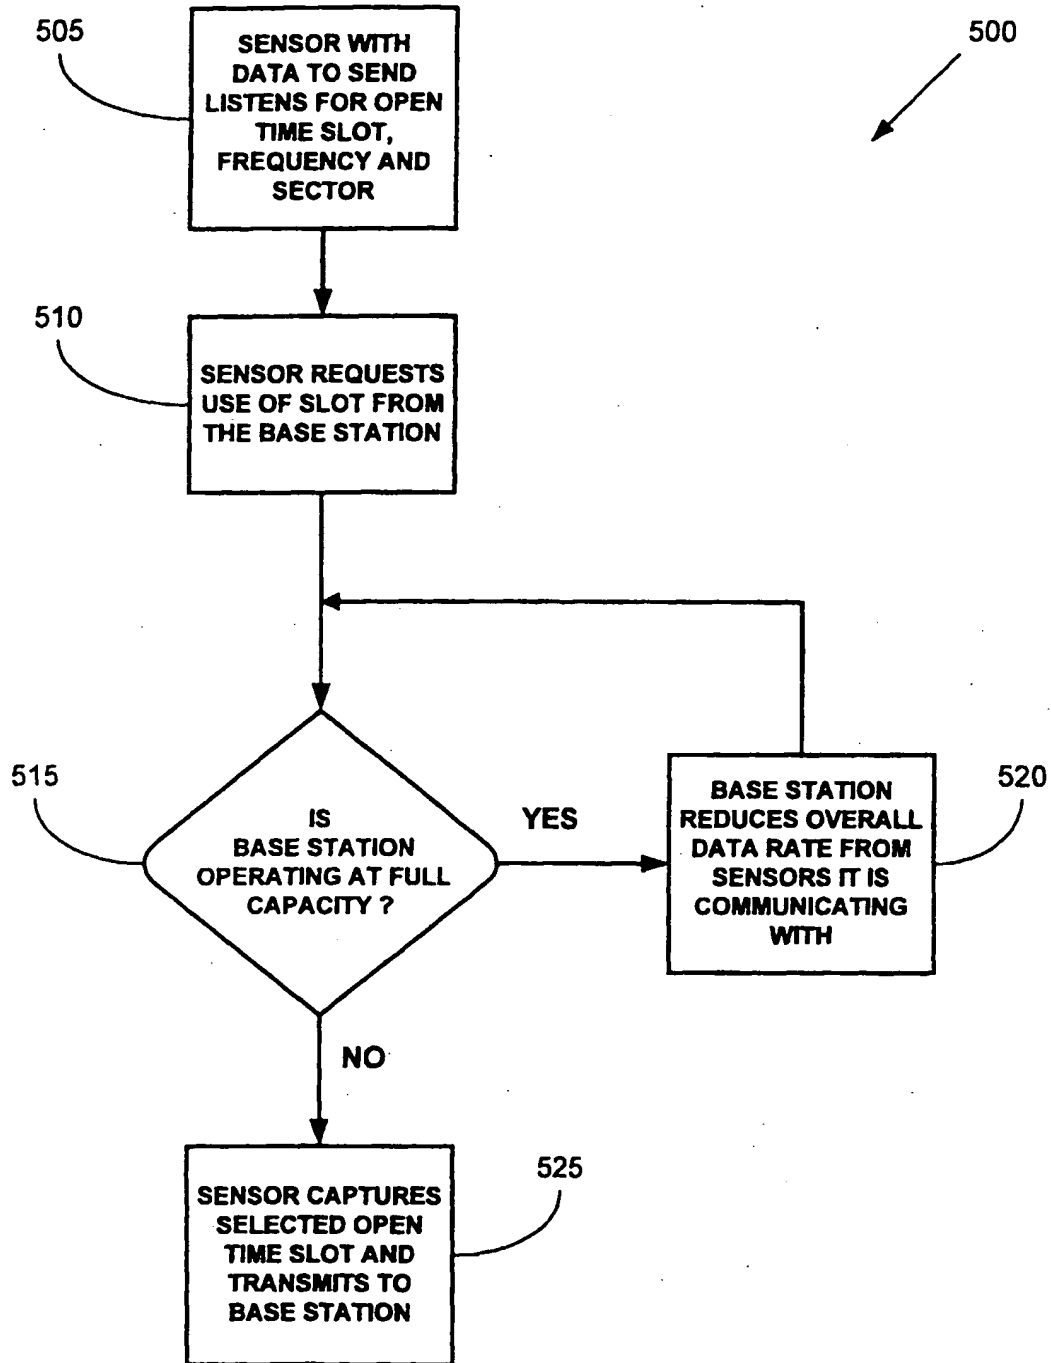 505
500
SENSOR WITH
DATA TO SEND
LISTENS FOR OPEN
TIME SLOT,
FREQUENCY AND
SECTOR
510
SENSOR REQUESTS
USE OF SLOT FROM
THE BASE STATION
515
IS
BASE STATION
OPERATING AT FULL
CAPACITY ?
YES
520
BASE STATION
REDUCES OVERALL
DATA RATE FROM
SENSORS IT IS
COMMUNICATING
WITH
NO
525
SENSOR CAPTURES
SELECTED OPEN
TIME SLOT AND
TRANSMITS TO
BASE STATION